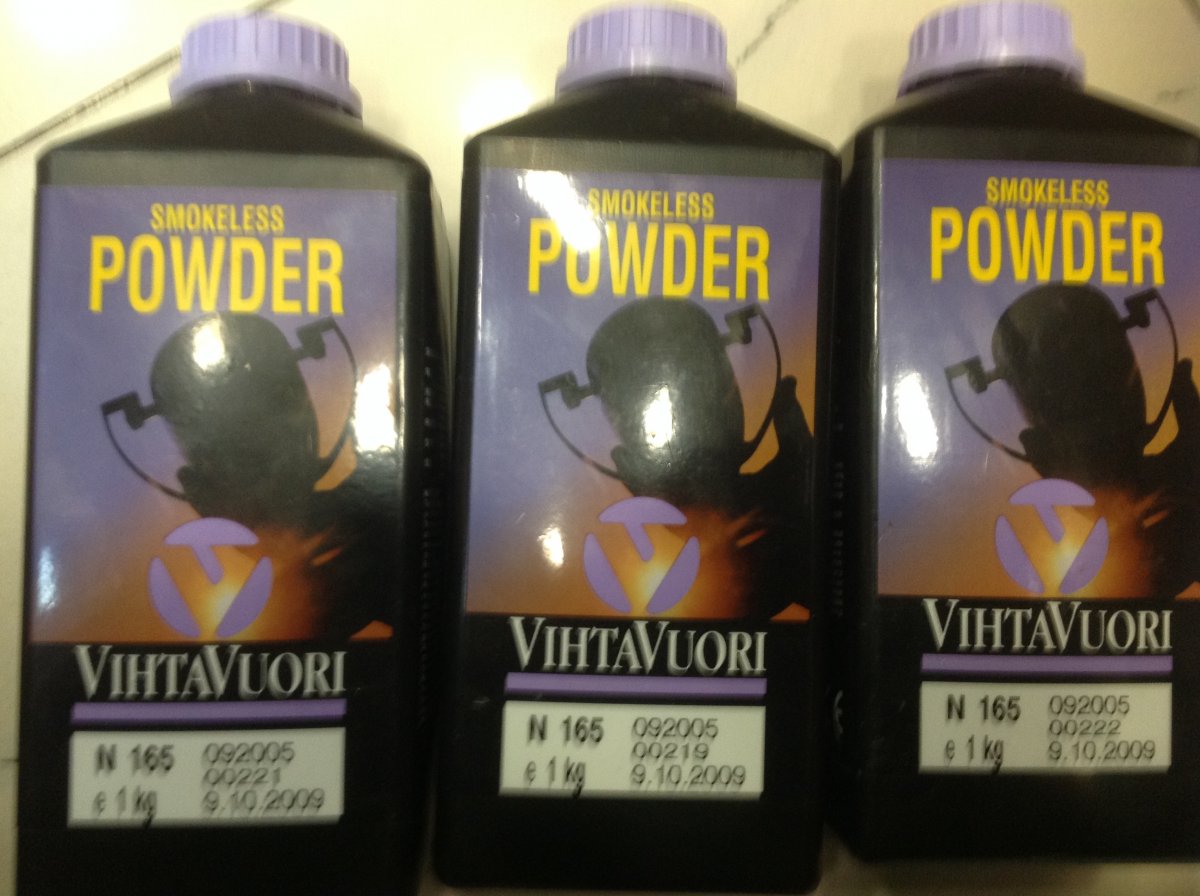 SMOKELESS
POWDER
VIHTAVUORI
N 165 092005
00221
e 1 kg 9.10.2009
SMOKELESS
POWDER
VIHTAVUORI
N 165 092005
00219
e 1 kg 9.10.2009
SMOKELESS
POWDER
VIHTAVUORI
N 165 092005
00222
e 1 kg 9.10.2009